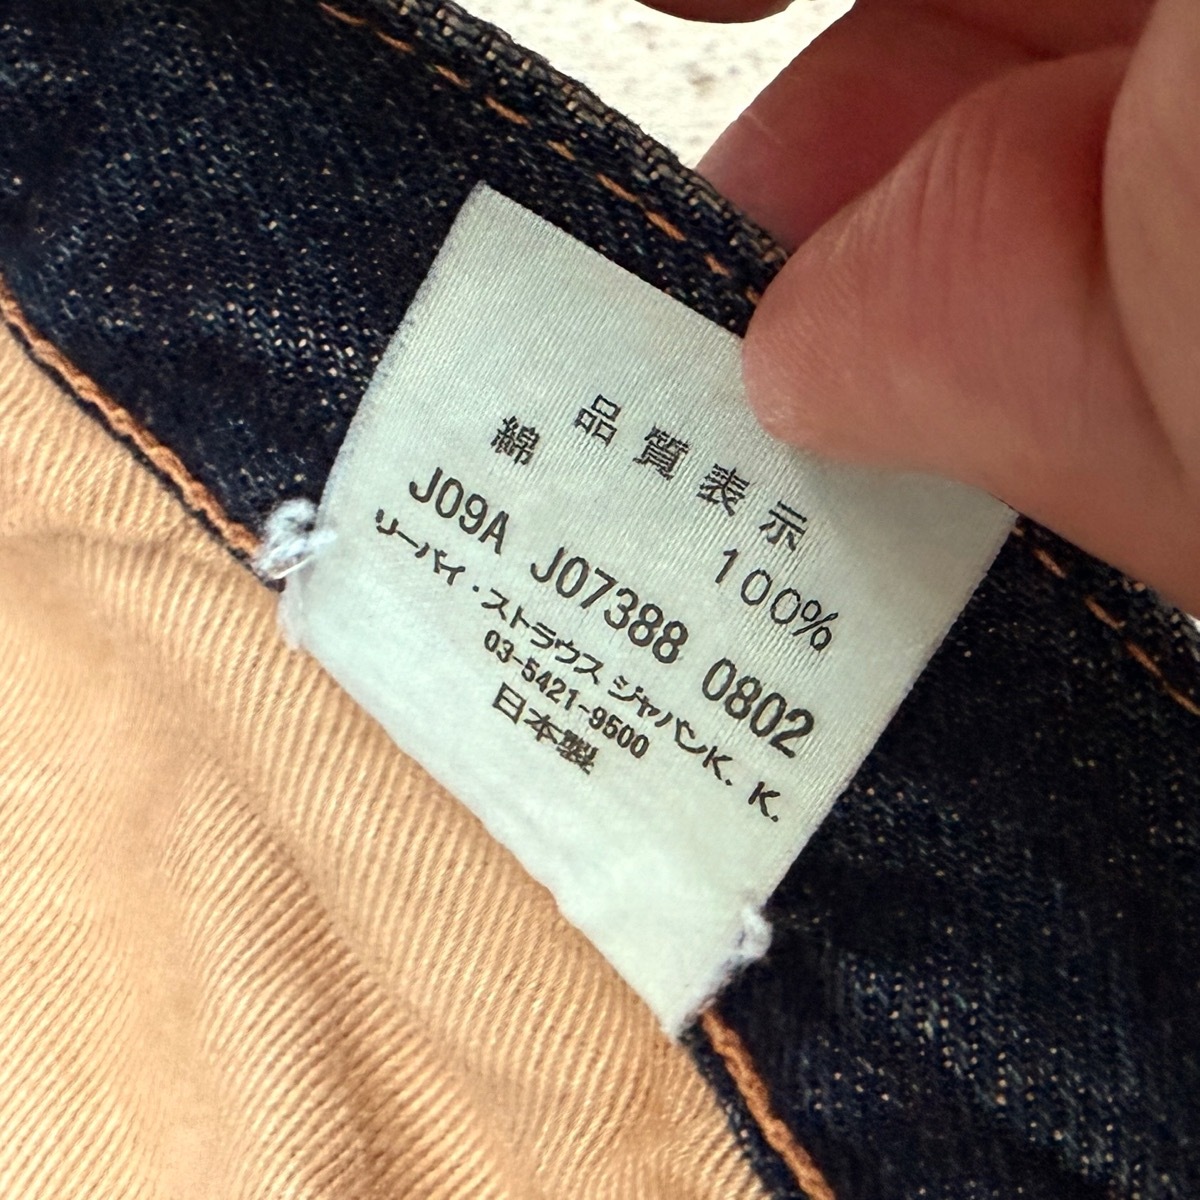 品質表示
綿 100%
J09A J07388 0802
リーバイ・ストラウス ジャパンK. K.
03-5421-9500
日本製